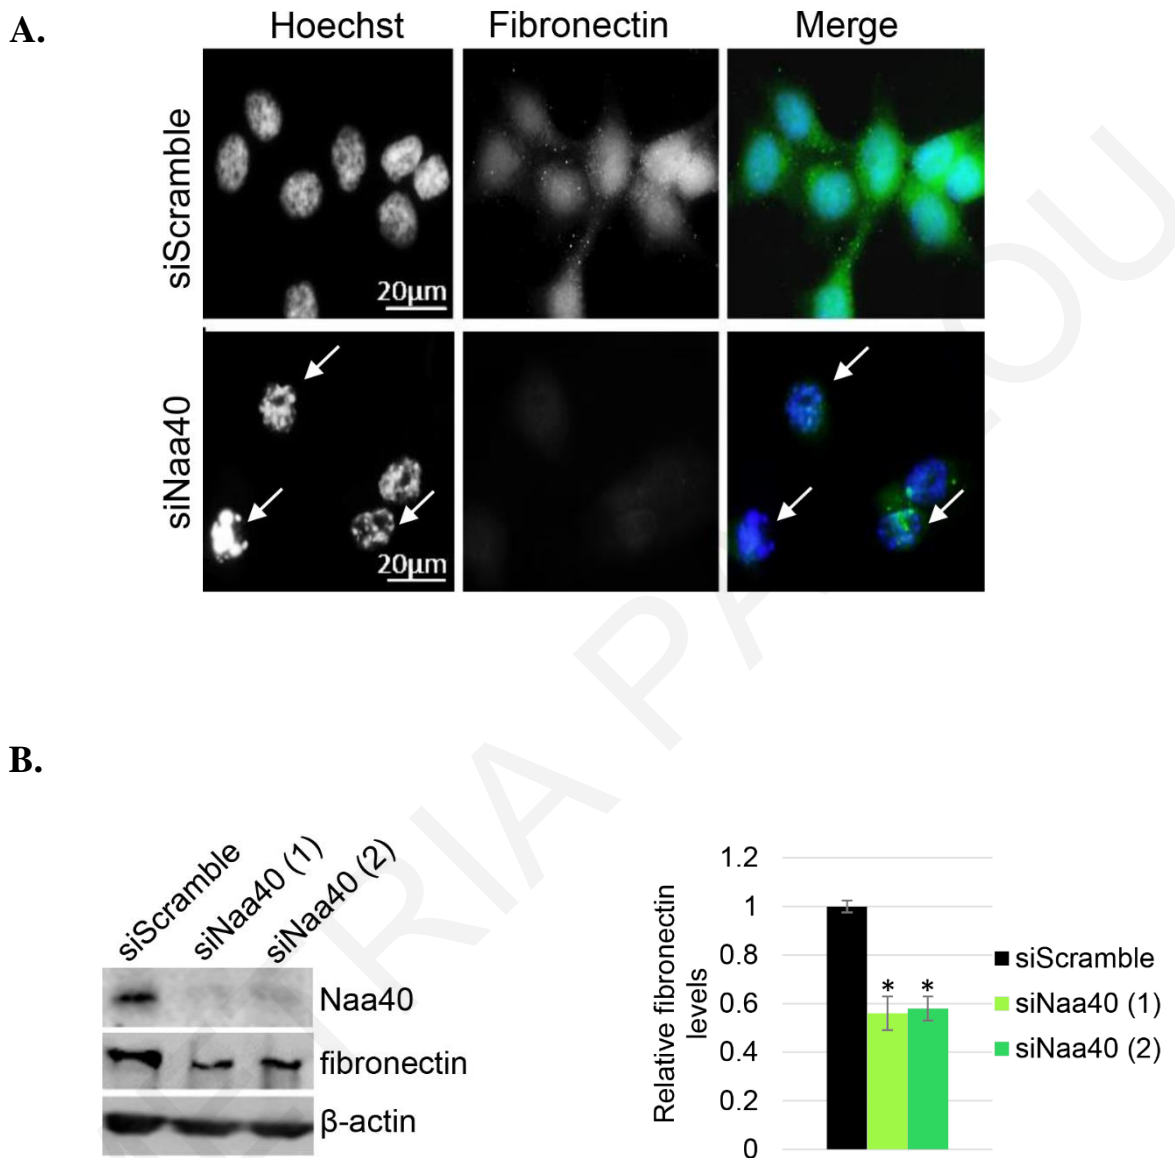 A.
Hoechst Fibronectin Merge
siScramble
20µm
siNaa40
20µm
B.
siScramble
siNaa40 (1)
siNaa40 (2)
Naa40
fibronectin
β-actin
Relative fibronectin
levels
1.2
1
0.8
0.6
0.4
0.2
0
* *
siScramble
siNaa40 (1)
siNaa40 (2)